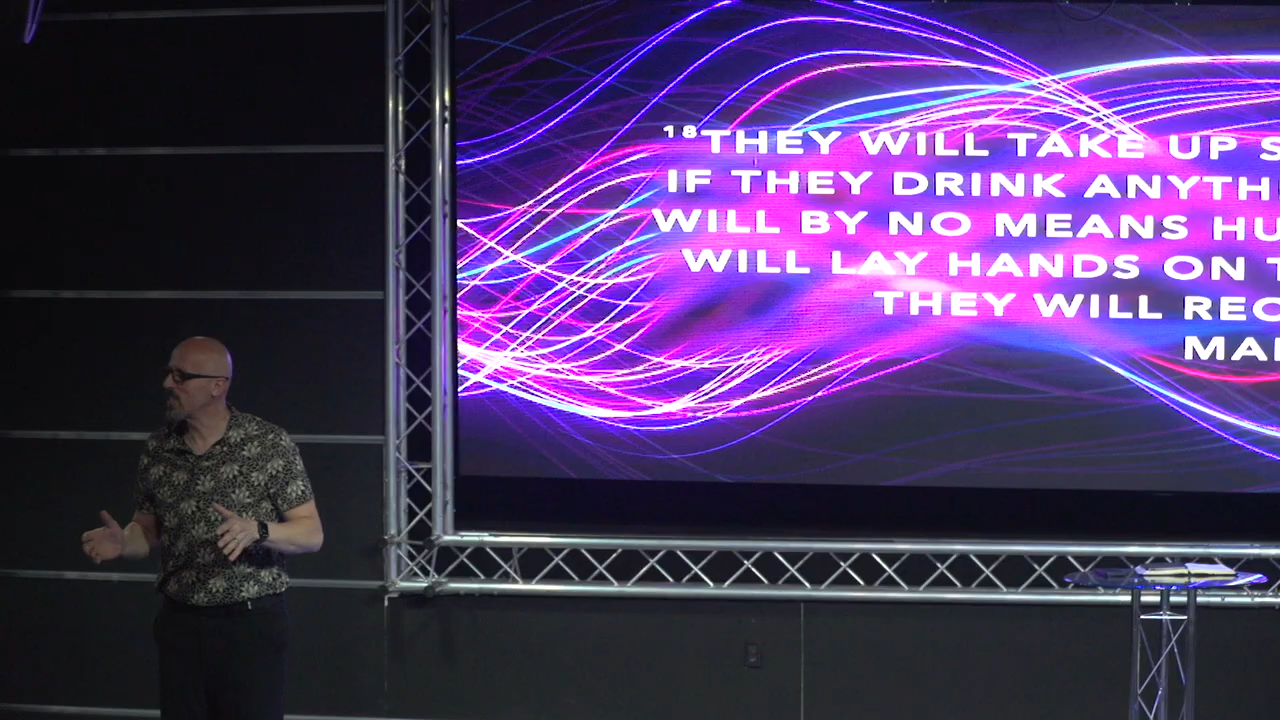 ¹⁸THEY WILL TAKE UP S
IF THEY DRINK ANYTH
WILL BY NO MEANS HU
WILL LAY HANDS ON T
THEY WILL REC
MA